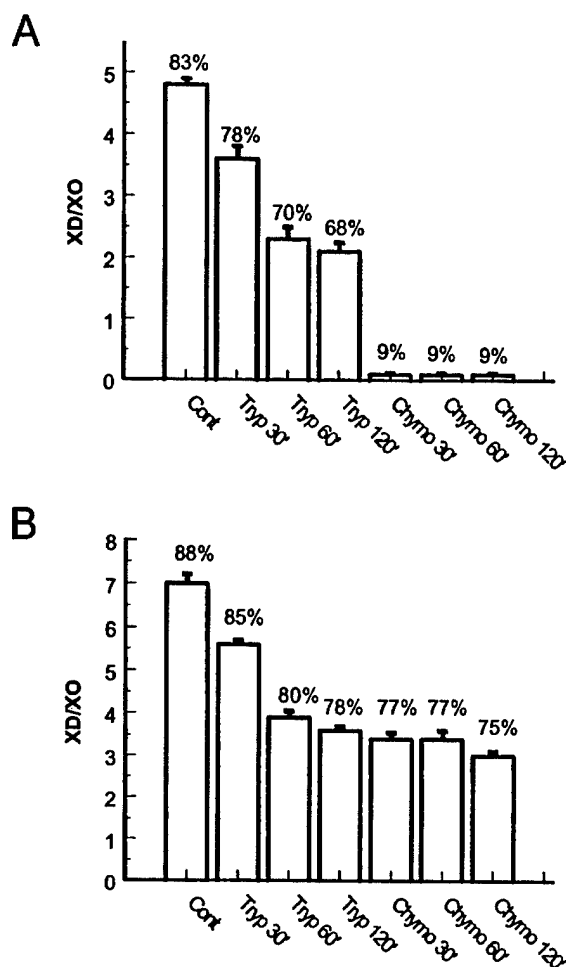 A
83%
78%
70%
68%
9%
9%
9%
5
4
3
2
1
0
XD/XO
Cont
Tryp 30'
Tryp 60'
Tryp 120'
Chymo 30'
Chymo 60'
Chymo 120'
B
88%
85%
80%
78%
77%
77%
75%
8
7
6
5
4
3
2
1
0
XD/XO
Cont
Tryp 30'
Tryp 60'
Tryp 120'
Chymo 30'
Chymo 60'
Chymo 120'